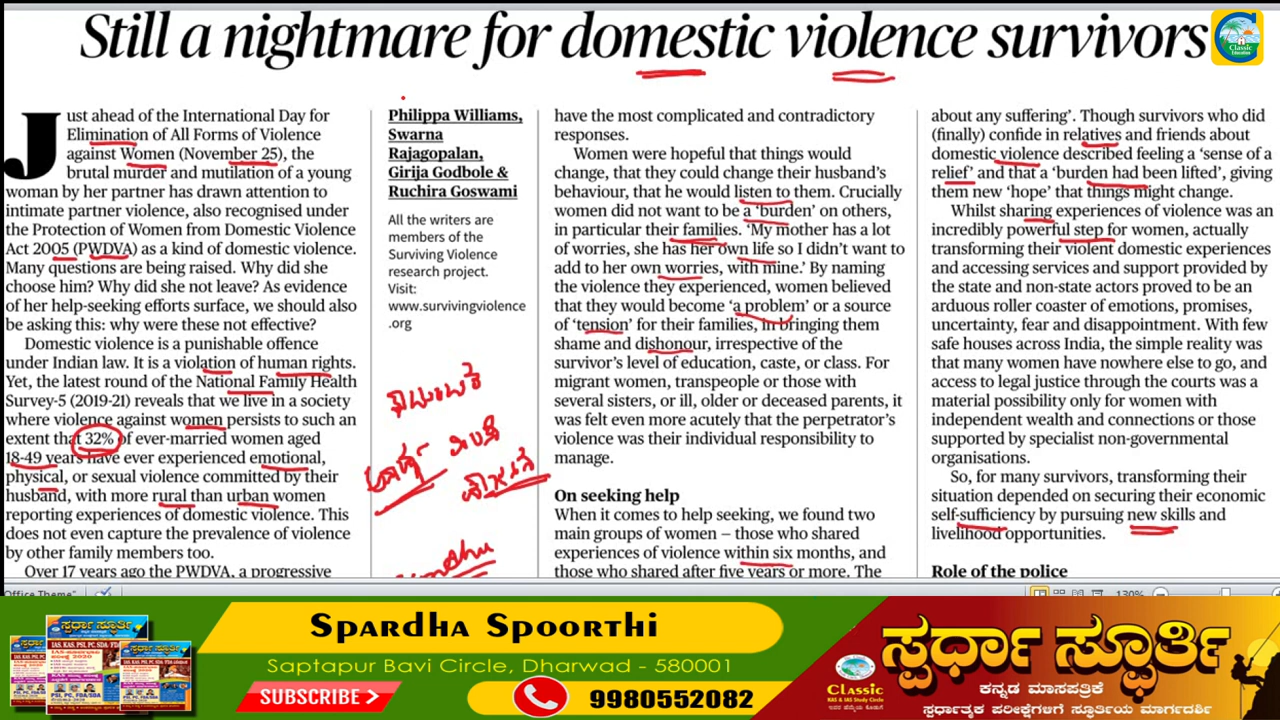 Still a nightmare for domestic violence survivors
Classic
Education
Just ahead of the International Day for
Elimination of All Forms of Violence
against Women (November 25), the
brutal murder and mutilation of a young
woman by her partner has drawn attention to
intimate partner violence, also recognised under
the Protection of Women from Domestic Violence
Act 2005 (PWDVA) as a kind of domestic violence.
Many questions are being raised. Why did she
choose him? Why did she not leave? As evidence
of her help-seeking efforts surface, we should also
be asking this: why were these not effective?
Domestic violence is a punishable offence
under Indian law. It is a violation of human rights.
Yet, the latest round of the National Family Health
Survey-5 (2019-21) reveals that we live in a society
where violence against women persists to such an
extent that 32% of ever-married women aged
18-49 years have ever experienced emotional,
physical, or sexual violence committed by their
husband, with more rural than urban women
reporting experiences of domestic violence. This
does not even capture the prevalence of violence
by other family members too.
Over 17 years ago the PWDVA, a progressive
Philippa Williams,
Swarna
Rajagopalan,
Girija Godbole &
Ruchira Goswami
All the writers are
members of the
Surviving Violence
research project.
Visit:
www.survivingviolence
.org
have the most complicated and contradictory
responses.
Women were hopeful that things would
change, that they could change their husband's
behaviour, that he would listen to them. Crucially
women did not want to be a 'burden' on others,
in particular their families. 'My mother has a lot
of worries, she has her own life so I didn't want to
add to her own worries, with mine.' By naming
the violence they experienced, women believed
that they would become 'a problem' or a source
of 'tension' for their families, in bringing them
shame and dishonour, irrespective of the
survivor's level of education, caste, or class. For
migrant women, transpeople or those with
several sisters, or ill, older or deceased parents, it
was felt even more acutely that the perpetrator's
violence was their individual responsibility to
manage.
On seeking help
When it comes to help seeking, we found two
main groups of women – those who shared
experiences of violence within six months, and
those who shared after five years or more. The
about any suffering'. Though survivors who did
(finally) confide in relatives and friends about
domestic violence described feeling a 'sense of a
relief' and that a 'burden had been lifted', giving
them new 'hope' that things might change.
Whilst sharing experiences of violence was an
incredibly powerful step for women, actually
transforming their violent domestic experiences
and accessing services and support provided by
the state and non-state actors proved to be an
arduous roller coaster of emotions, promises,
uncertainty, fear and disappointment. With few
safe houses across India, the simple reality was
that many women have nowhere else to go, and
access to legal justice through the courts was a
material possibility only for women with
independent wealth and connections or those
supported by specialist non-governmental
organisations.
So, for many survivors, transforming their
situation depended on securing their economic
self-sufficiency by pursuing new skills and
livelihood opportunities.
Role of the police
Office Theme"
130%
Spardha Spoorthi
Saptapur Bavi Circle Dharwad - 580001
SUBSCRIBE >
9980552082
ಸ್ಪರ್ಧಾ ಸ್ಫೂರ್ತಿ
Classic
KAS & IAS Study Circle
ಕನ್ನಡ ಮಾಸಪತ್ರಿಕೆ
ಸ್ಪರ್ಧಾತ್ಮಕ ಪರೀಕ್ಷೆಗಳಿಗೆ ಸ್ಫೂರ್ತಿಯ ಮಾರ್ಗದರ್ಶಿ